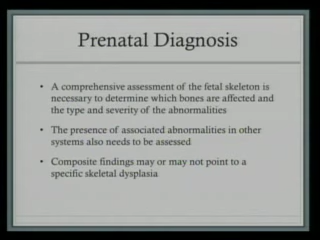 Prenatal Diagnosis
• A comprehensive assessment of the fetal skeleton is
necessary to determine which bones are affected and
the type and severity of the abnormalities
• The presence of associated abnormalities in other
systems also needs to be assessed
• Composite findings may or may not point to a
specific skeletal dysplasia